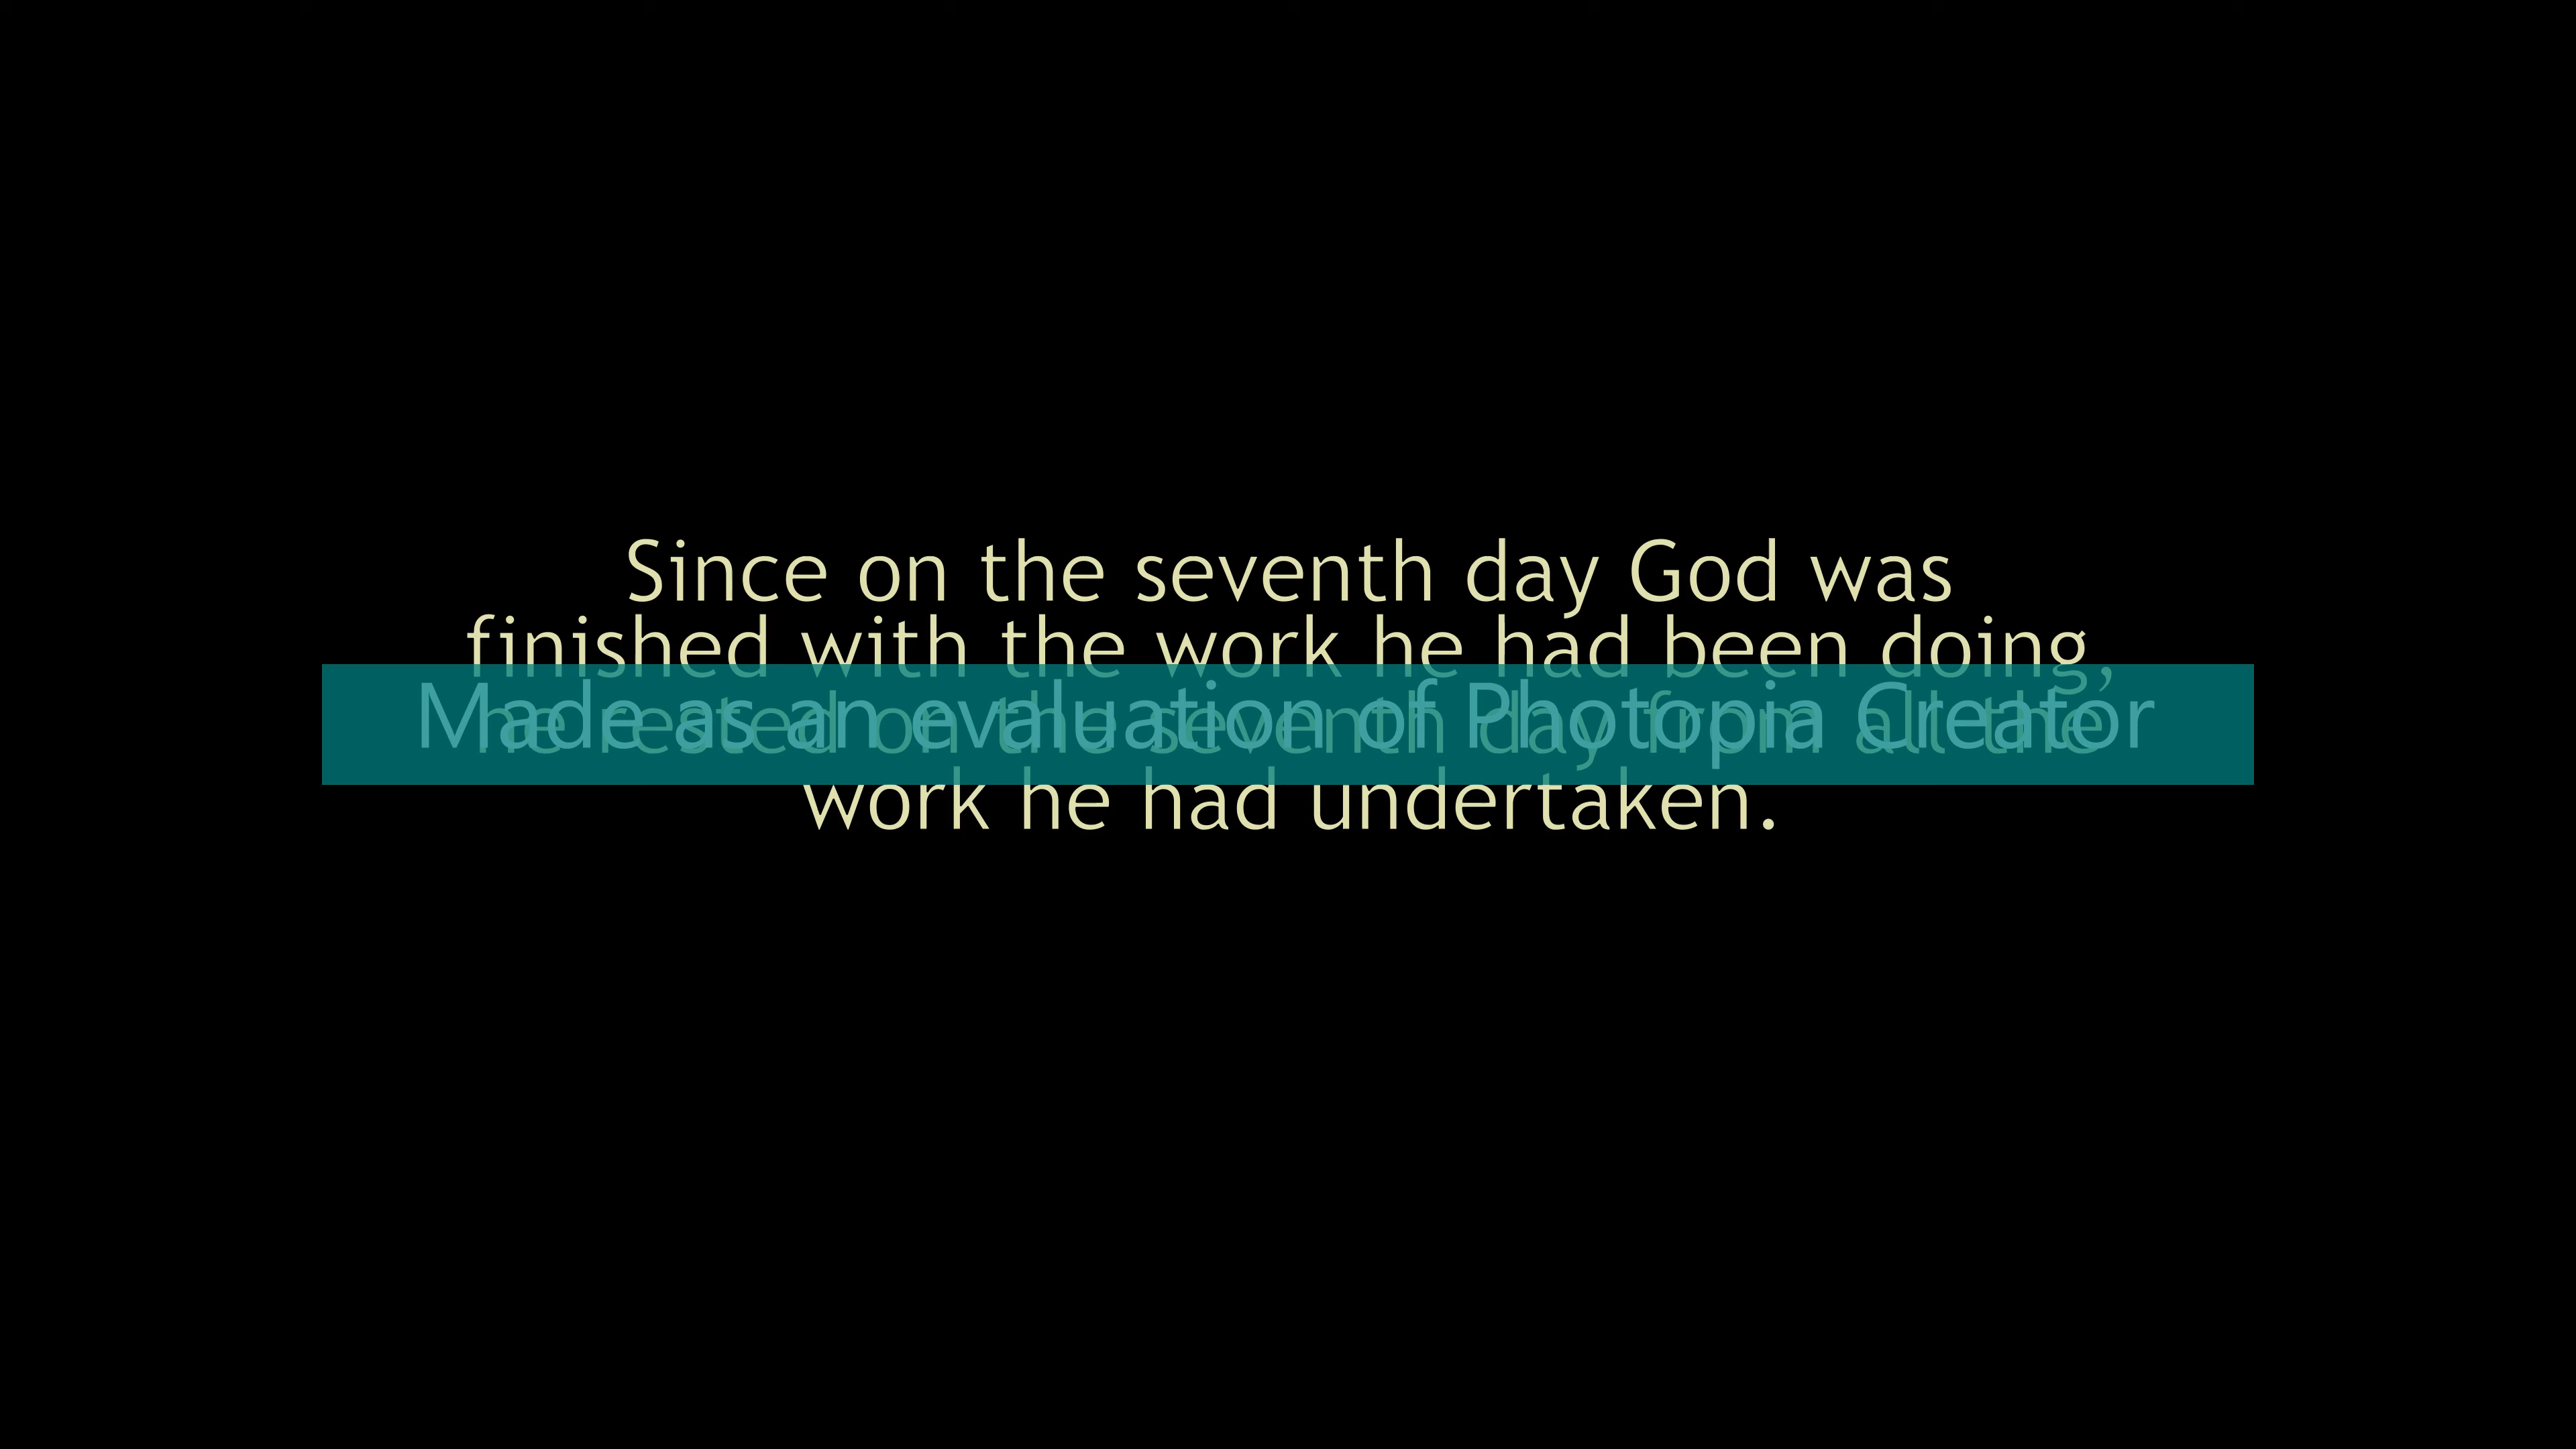 Since on the seventh day God was
finished with the work he had been doing,
he rested on the seventh day from all the
Made as an evaluation of Photopia Creator
work he had undertaken.